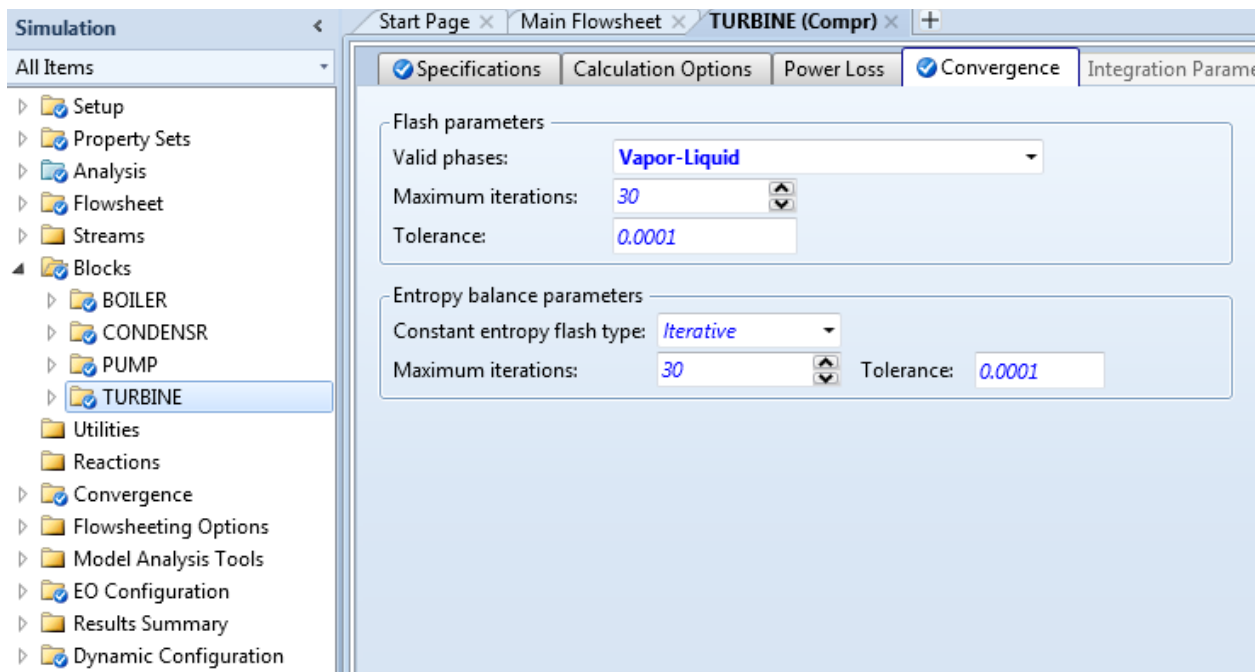 Simulation
All Items
Setup
Property Sets
Analysis
Flowsheet
Streams
Blocks
BOILER
CONDENSR
PUMP
TURBINE
Utilities
Reactions
Convergence
Flowsheeting Options
Model Analysis Tools
EO Configuration
Results Summary
Dynamic Configuration
Start Page Main Flowsheet TURBINE (Compr)
Specifications Calculation Options Power Loss Convergence Integration Parame
Flash parameters
Valid phases: Vapor-Liquid
Maximum iterations: 30
Tolerance: 0.0001
Entropy balance parameters
Constant entropy flash type: Iterative
Maximum iterations: 30 Tolerance: 0.0001